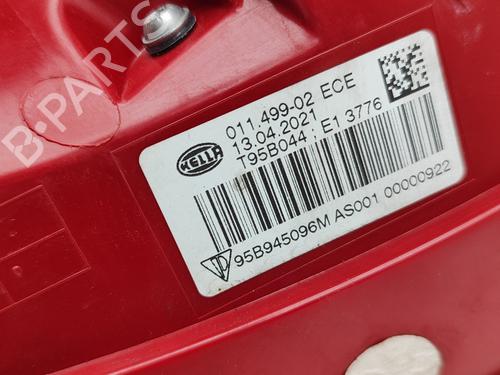 011 499-02 ECE
13.04.2021
T95B044 : E1 3776
HELLA
95B945096M AS001 00000922
B-PARTS